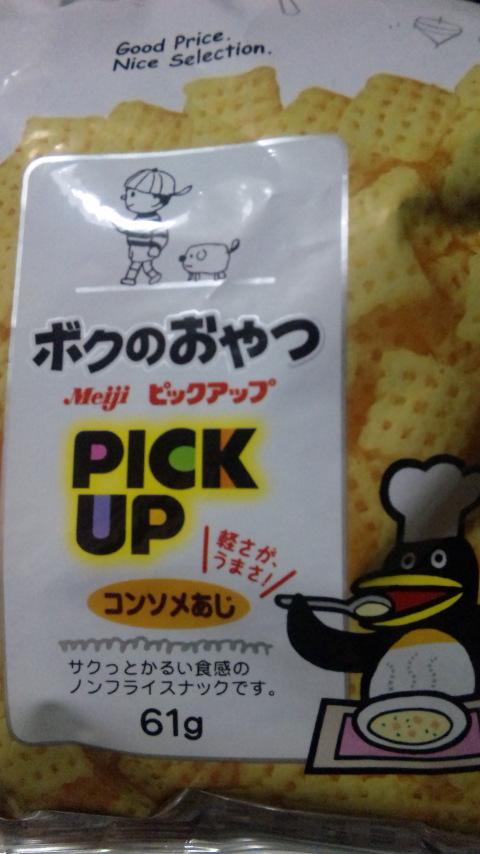 Good Price.
Nice Selection.
ボクのおやつ
Meiji ピックアップ
PICK
UP
軽さが、
うまさ!
コンソメあじ
サクっとかるい食感の
ノンフライスナックです。
61g